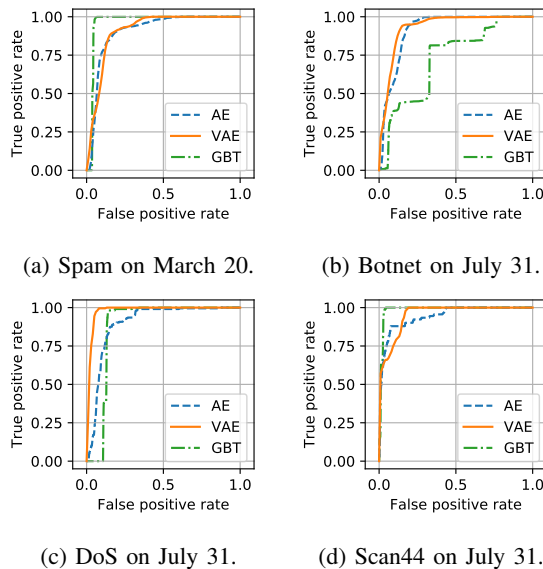 1.00
0.75
0.50
0.25
0.00
True positive rate
AE
VAE
GBT
0.0 0.5 1.0
False positive rate
(a) Spam on March 20.
1.00
0.75
0.50
0.25
0.00
True positive rate
AE
VAE
GBT
0.0 0.5 1.0
False positive rate
(b) Botnet on July 31.
1.00
0.75
0.50
0.25
0.00
True positive rate
AE
VAE
GBT
0.0 0.5 1.0
False positive rate
(c) DoS on July 31.
1.00
0.75
0.50
0.25
0.00
True positive rate
AE
VAE
GBT
0.0 0.5 1.0
False positive rate
(d) Scan44 on July 31.